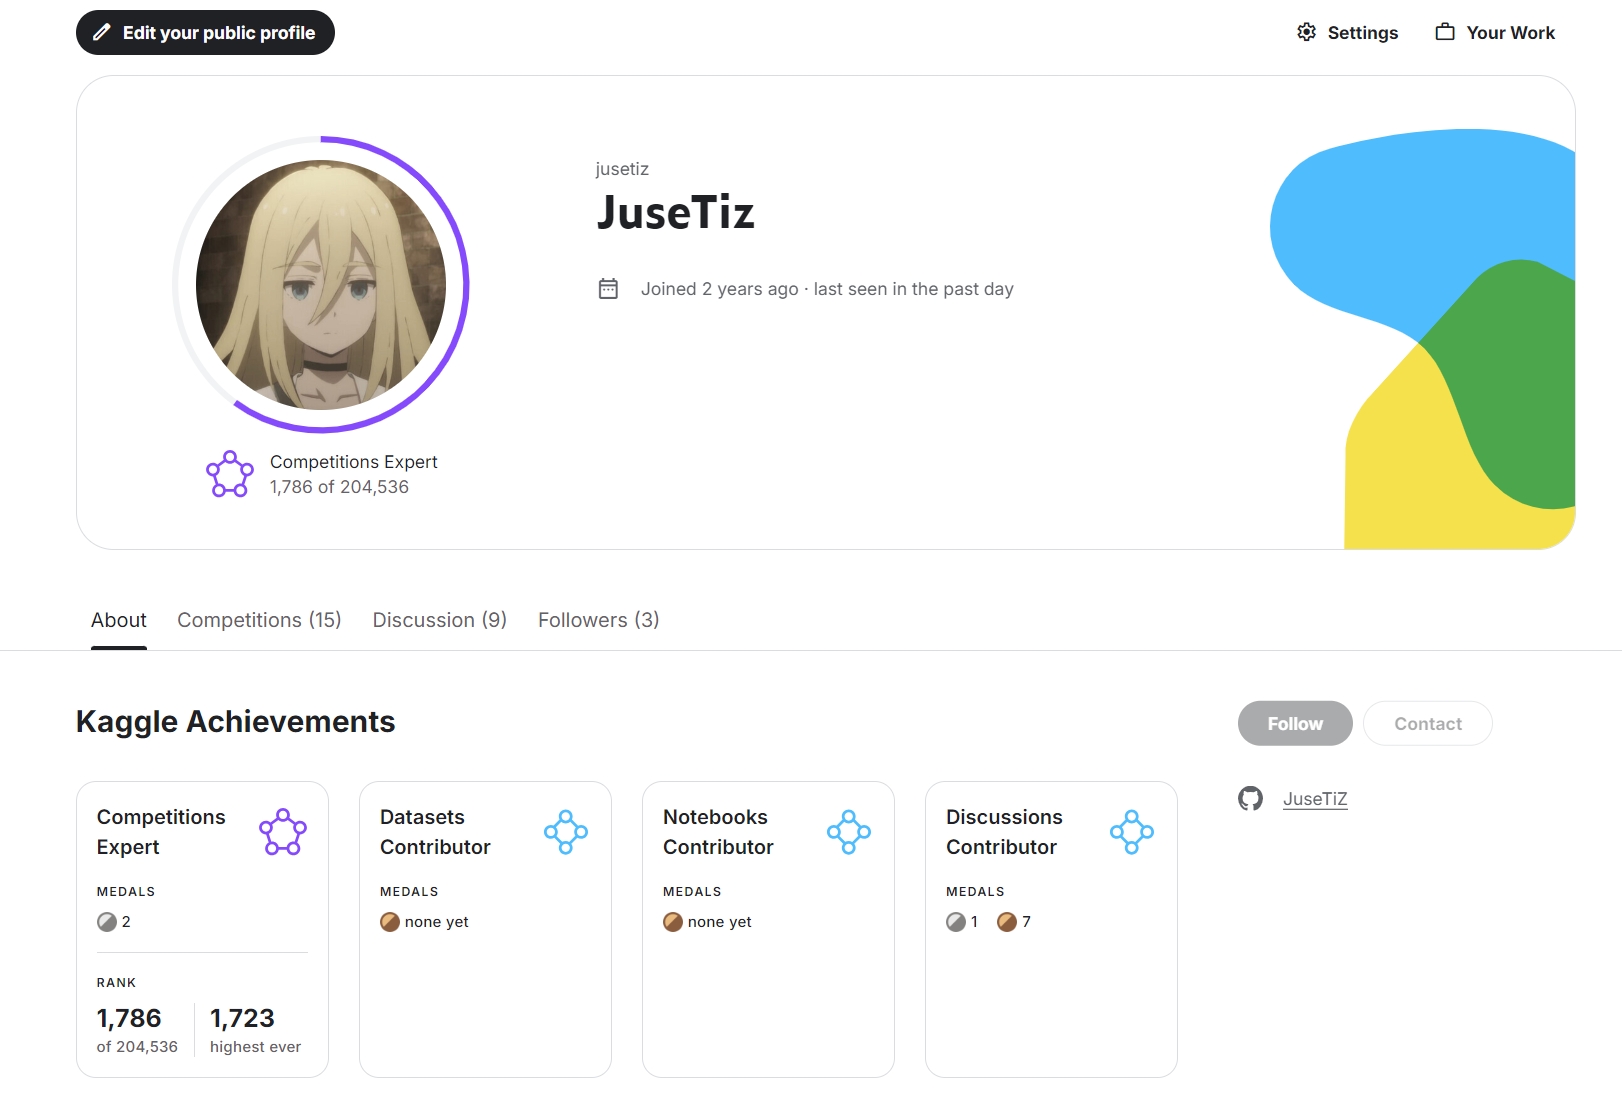 Edit your public profile
Settings
Your Work
jusetiz
JuseTiz
Joined 2 years ago · last seen in the past day
Competitions Expert
1,786 of 204,536
About
Competitions (15)
Discussion (9)
Followers (3)
Kaggle Achievements
Follow
Contact
JuseTiZ
Competitions
Expert
MEDALS
2
RANK
1,786
of 204,536
1,723
highest ever
Datasets
Contributor
MEDALS
none yet
Notebooks
Contributor
MEDALS
none yet
Discussions
Contributor
MEDALS
1
7